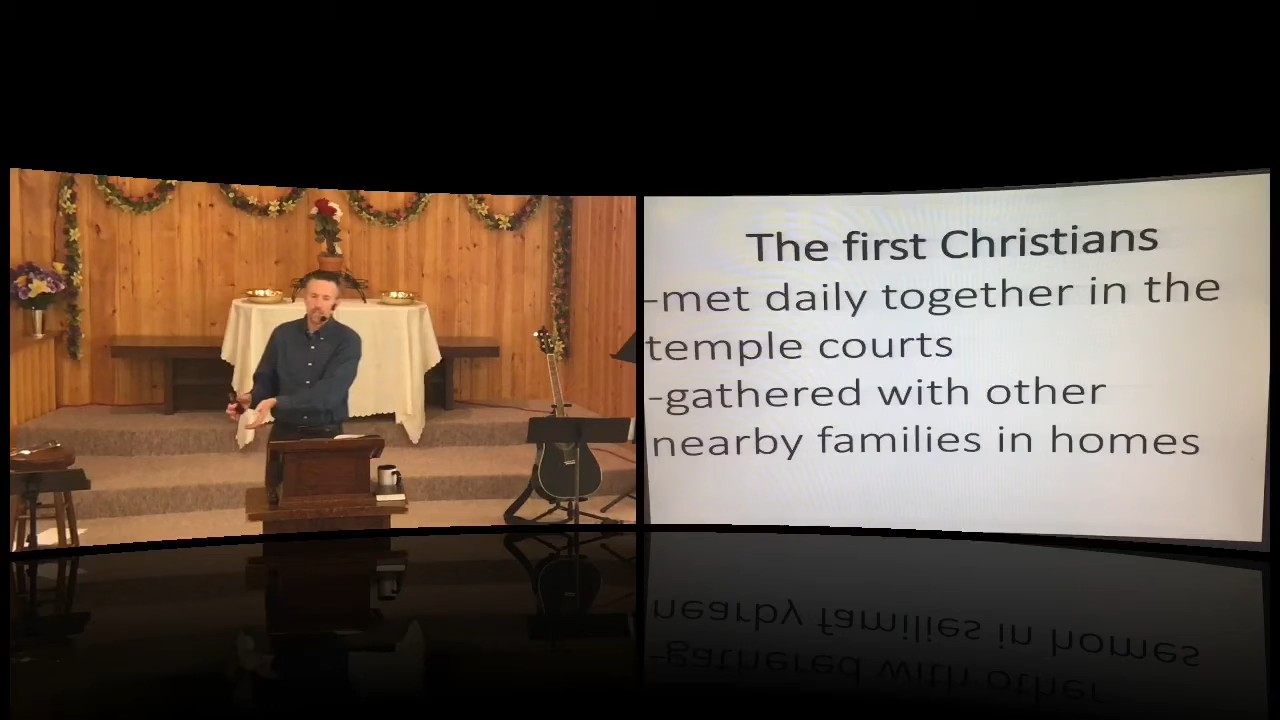 The first Christians
-met daily together in the
temple courts
-gathered with other
nearby families in homes